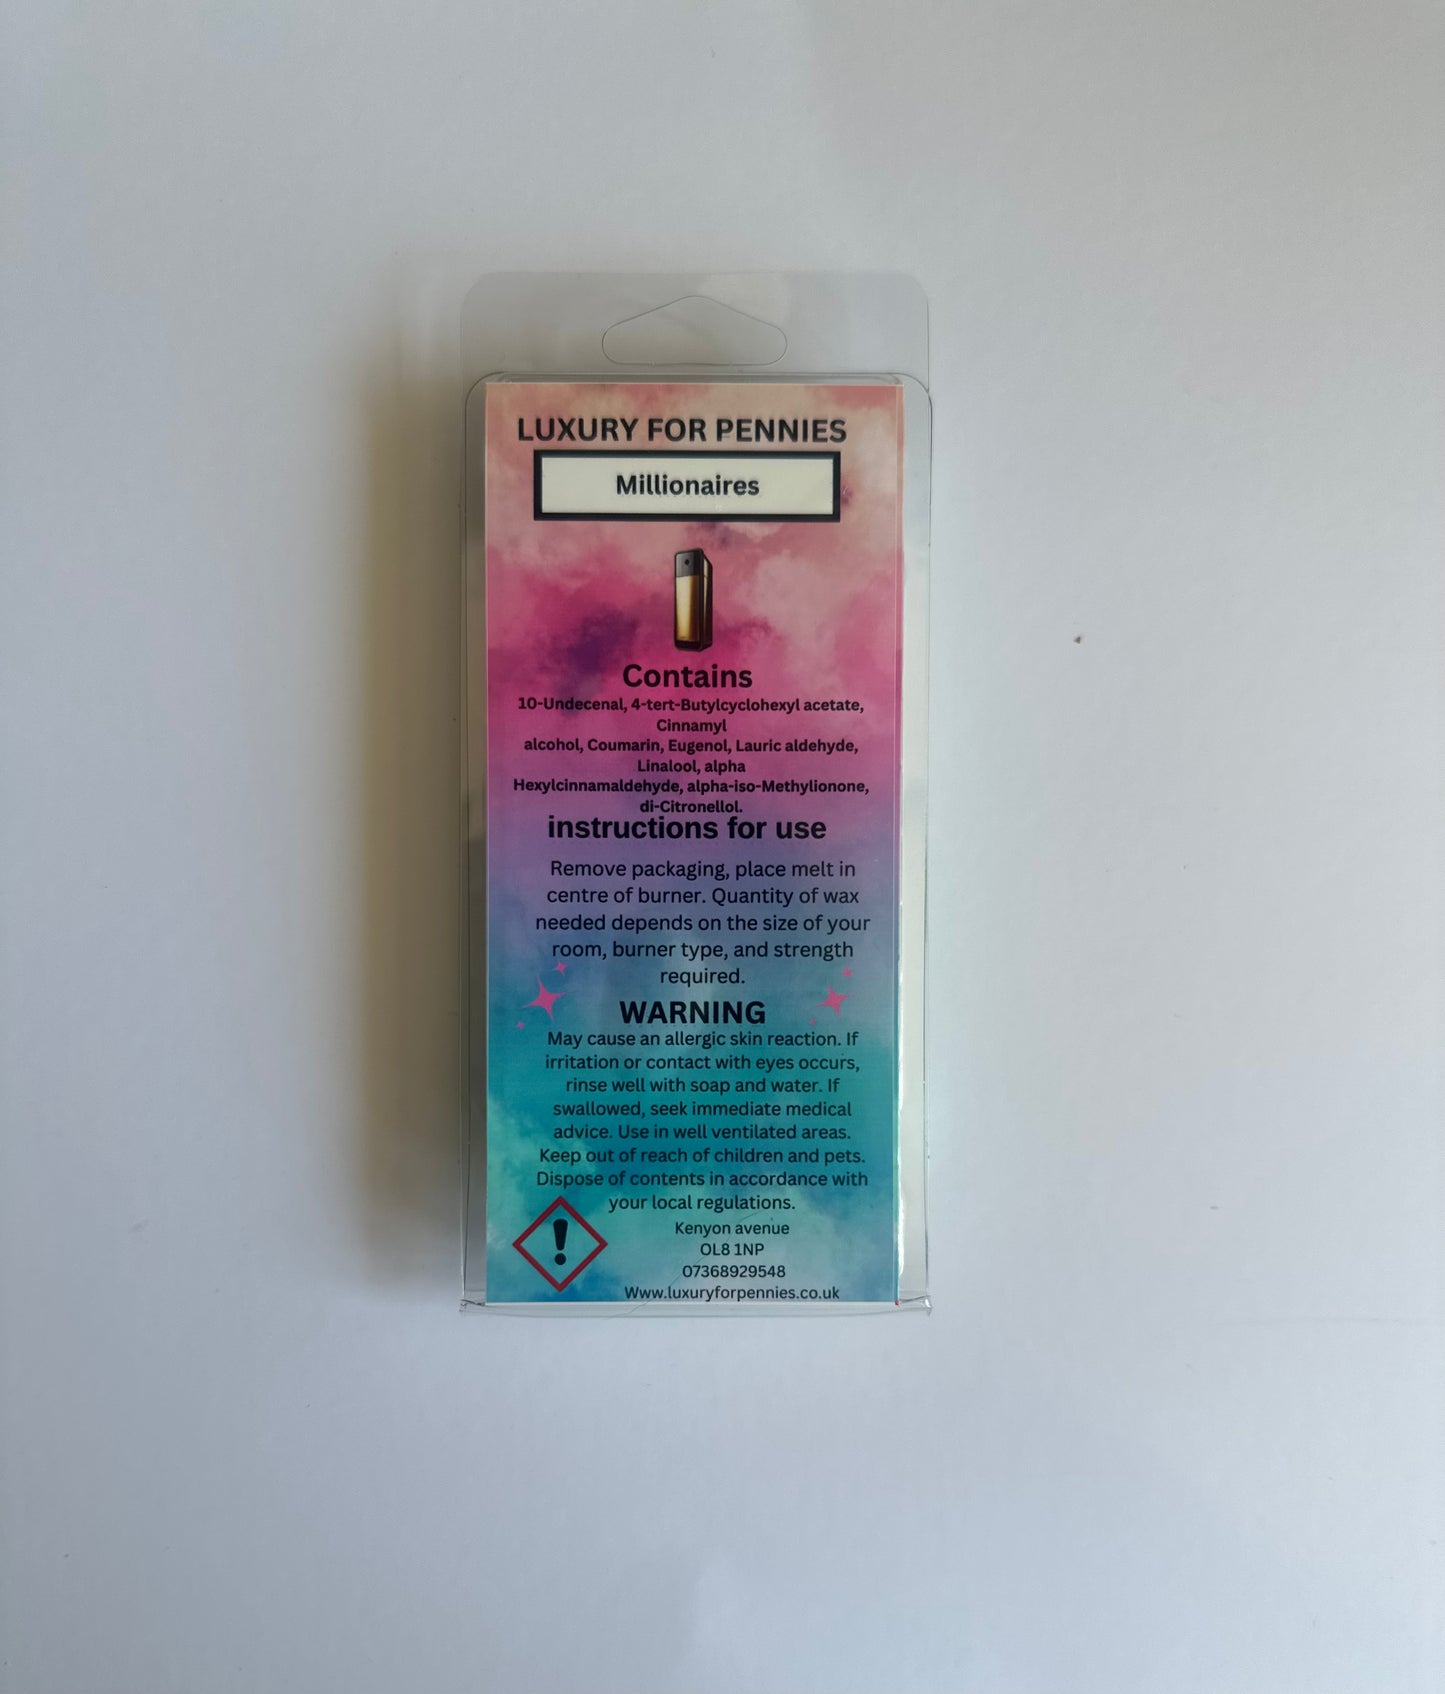 LUXURY FOR PENNIES
Millionaires
Contains
10-Undecenal, 4-tert-Butylcyclohexyl acetate,
Cinnamyl
alcohol, Coumarin, Eugenol, Lauric aldehyde,
Linalool, alpha
Hexylcinnamaldehyde, alpha-iso-Methylionone,
di-Citronellol.
instructions for use
Remove packaging, place melt in
centre of burner. Quantity of wax
needed depends on the size of your
room, burner type, and strength
required.
WARNING
May cause an allergic skin reaction. If
irritation or contact with eyes occurs,
rinse well with soap and water. If
swallowed, seek immediate medical
advice. Use in well ventilated areas.
Keep out of reach of children and pets.
Dispose of contents in accordance with
your local regulations.
Kenyon avenue
OL8 1NP
07368929548
Www.luxuryforpennies.co.uk